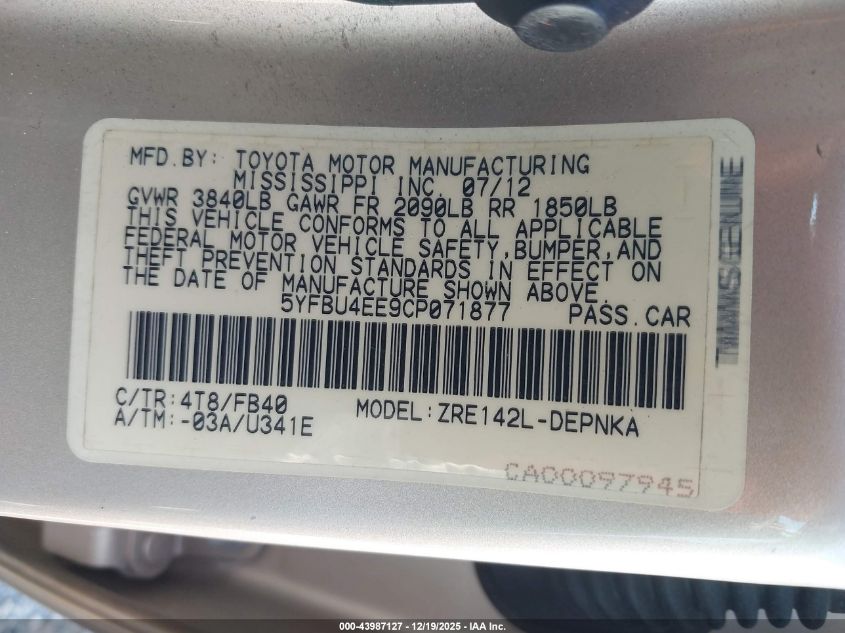 MFD.BY: TOYOTA MOTOR MANUFACTURING
MISSISSIPPI INC. 07/12
GVWR 3840LB GAWR FR 2090LB RR 1850LB
THIS VEHICLE CONFORMS TO ALL APPLICABLE
FEDERAL MOTOR VEHICLE SAFETY,BUMPER,AND
THEFT PREVENTION STANDARDS IN EFFECT ON
THE DATE OF MANUFACTURE SHOWN ABOVE.
5YFBU4EE9CP071877 PASS.CAR
C/TR:4T8/FB40
A/TM:-03A/U341E
MODEL:ZRE142L-DEPNKA
CA00097945
000-43987127 - 12/19/2025 - IAA Inc.